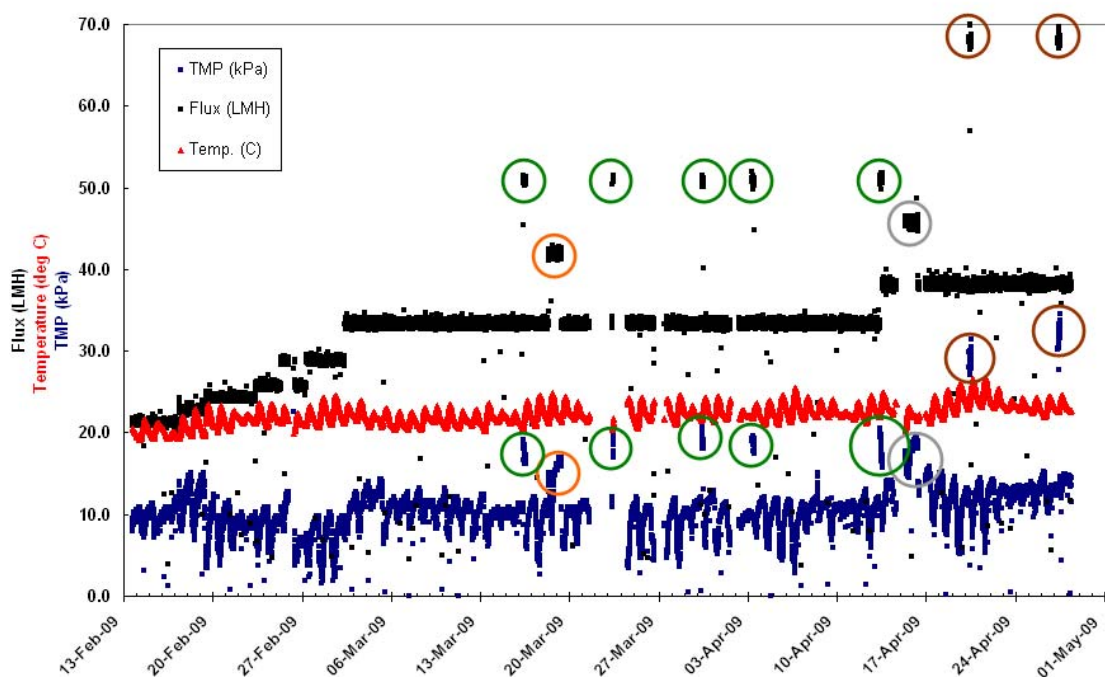 70.0
60.0
50.0
40.0
30.0
20.0
10.0
0.0
Flux (LMH)
Temperature (deg C)
TMP (kPa)
TMP (kPa)
Flux (LMH)
Temp. (C)
13-Feb-09
20-Feb-09
27-Feb-09
06-Mar-09
13-Mar-09
20-Mar-09
27-Mar-09
03-Apr-09
10-Apr-09
17-Apr-09
24-Apr-09
01-May-09